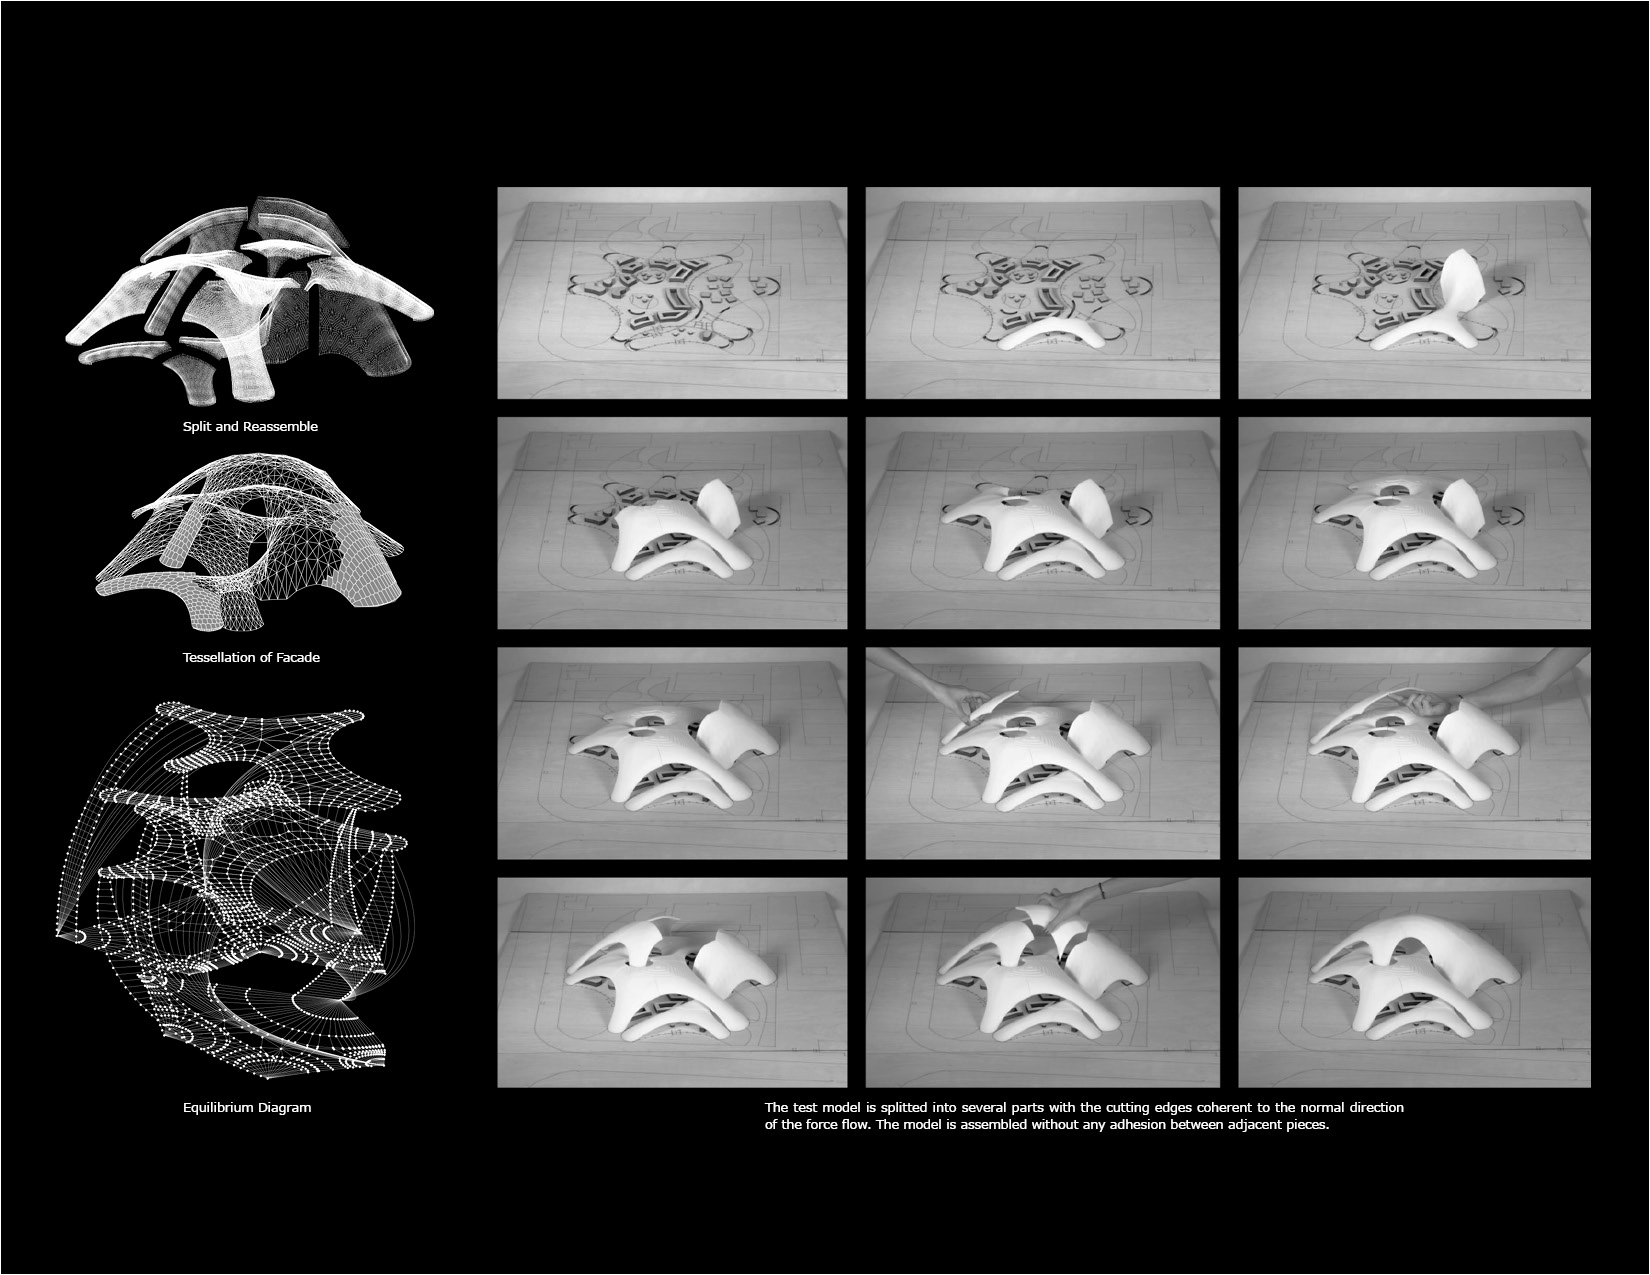 Split and Reassemble
Tessellation of Facade
Equilibrium Diagram
The test model is splitted into several parts with the cutting edges coherent to the normal direction
of the force flow. The model is assembled without any adhesion between adjacent pieces.